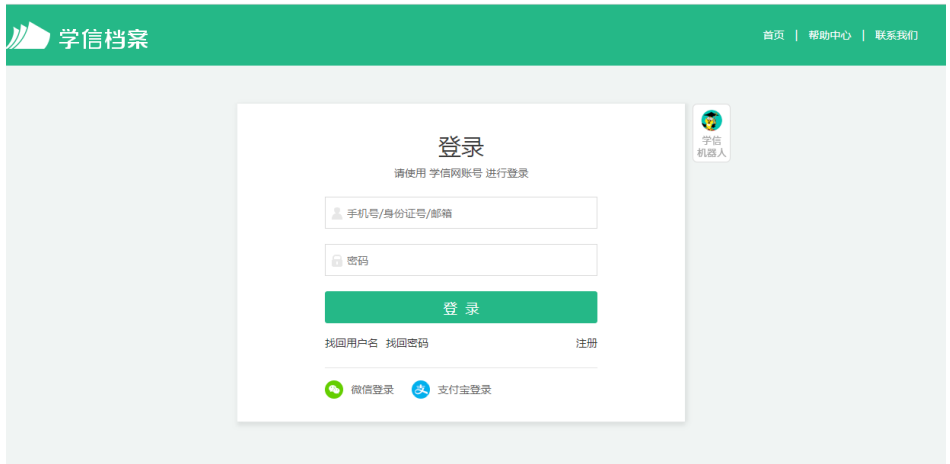 学信档案
首页 | 帮助中心 | 联系我们
登录
请使用 学信网账号 进行登录
学信
机器人
手机号/身份证号/邮箱
密码
登 录
找回用户名 找回密码 注册
微信登录 支付宝登录